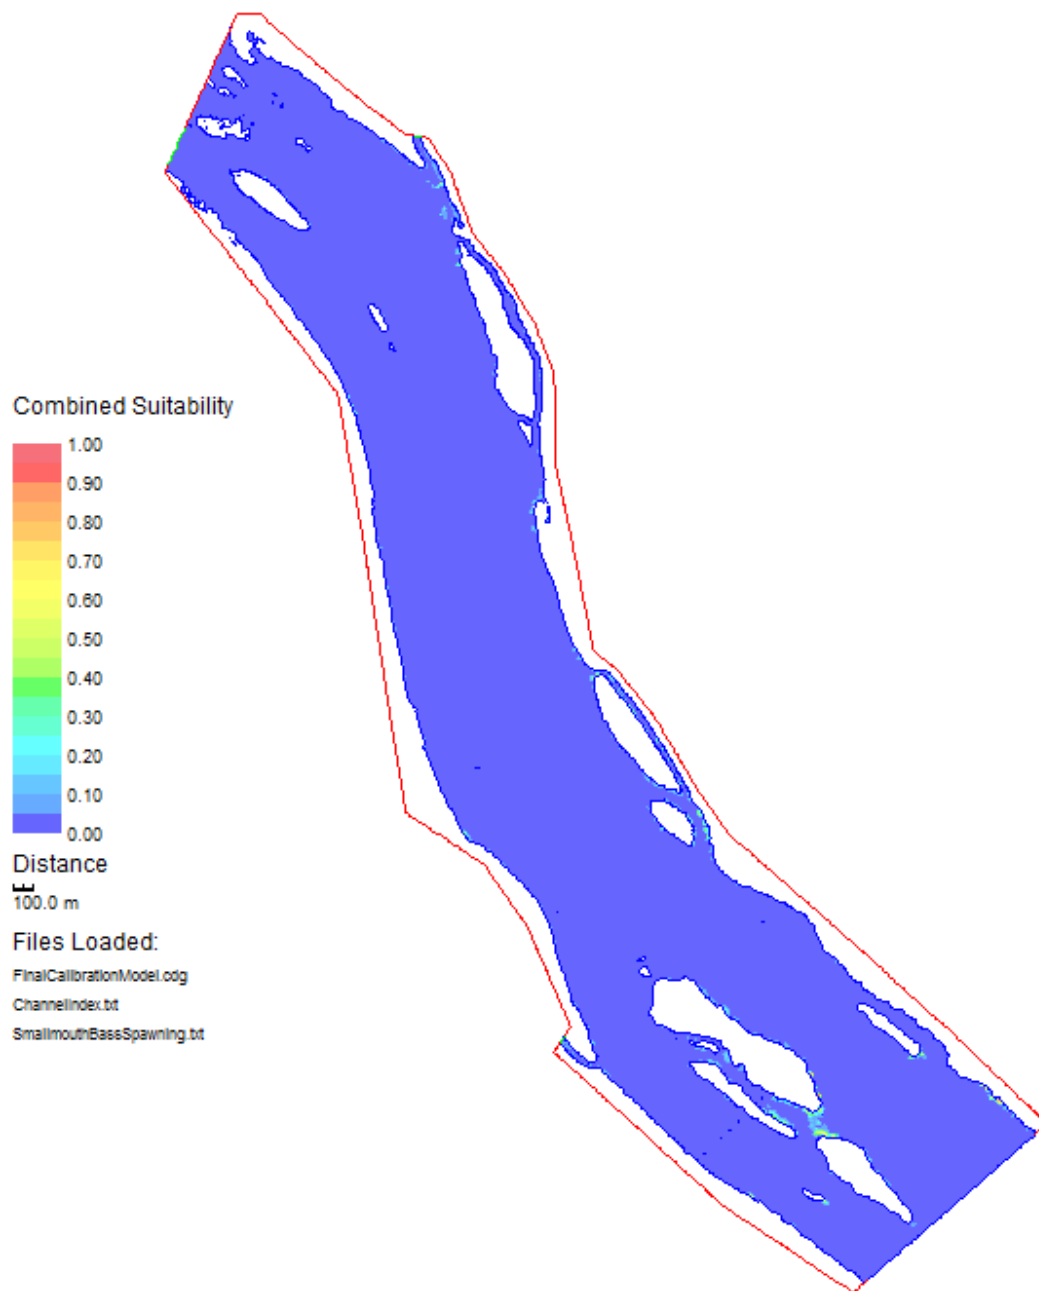 Combined Suitability
1.00
0.90
0.80
0.70
0.60
0.50
0.40
0.30
0.20
0.10
0.00
Distance
100.0 m
Files Loaded:
FinalCalibrationModel.cdg
ChannelIndex.txt
SmallmouthBassSpawning.txt